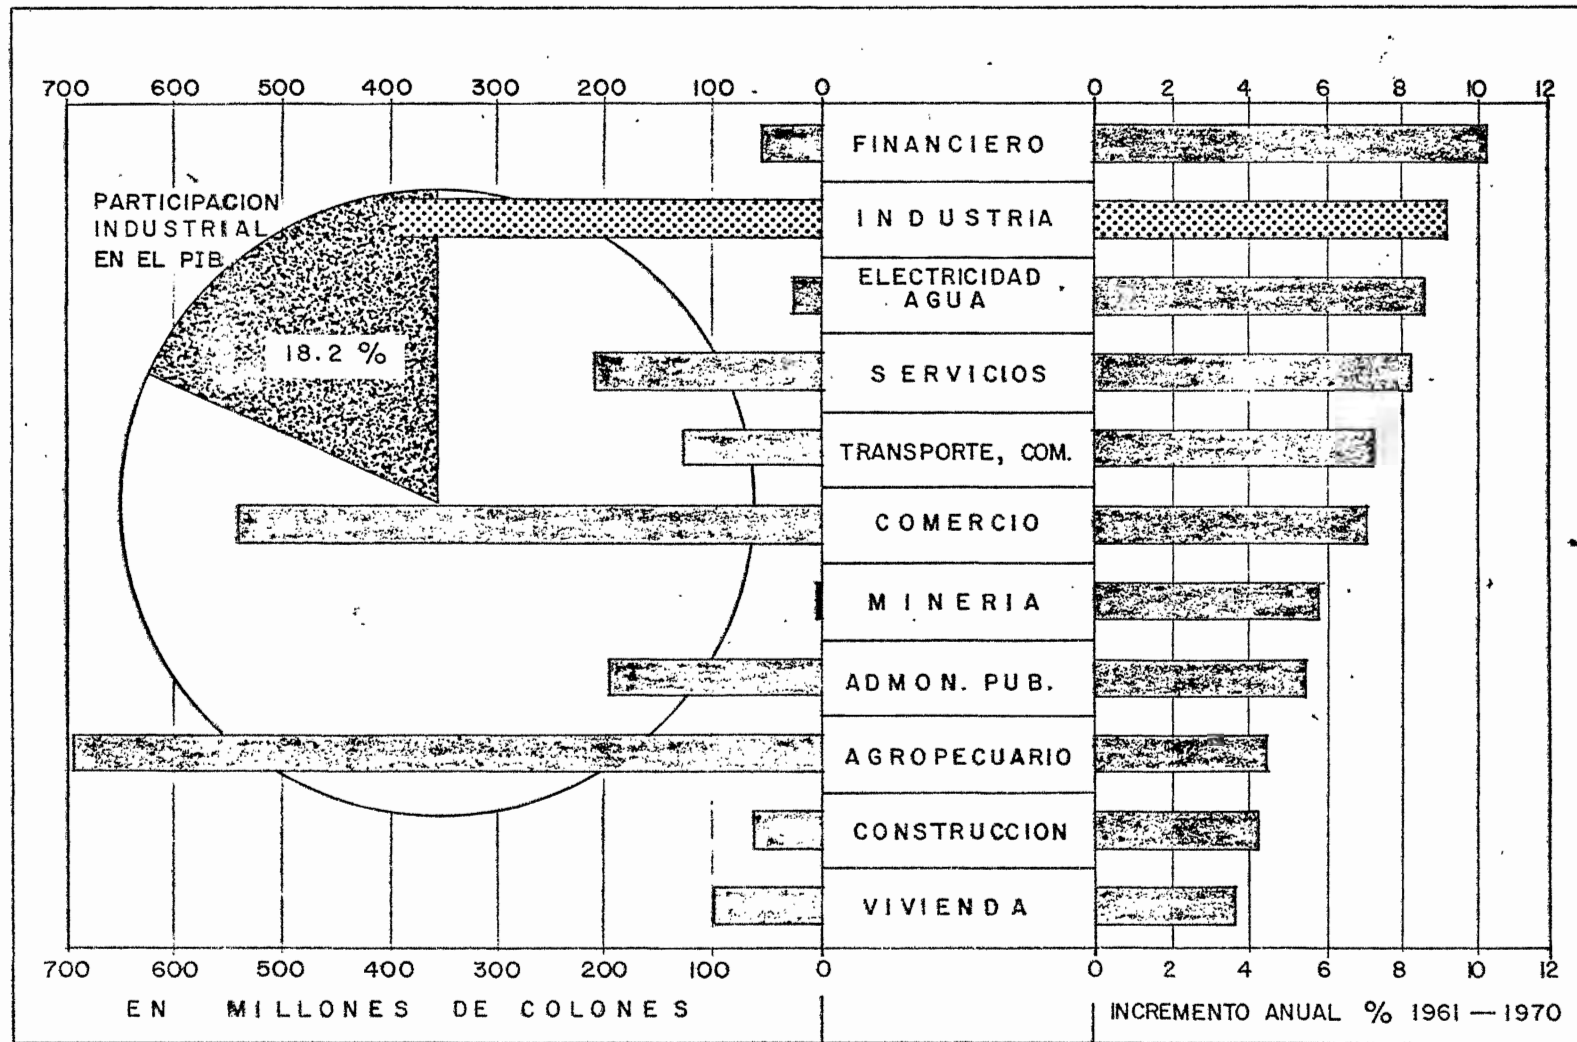 700 600 500 400 300 200 100 0 0 2 4 6 8 10 12
FINANCIERO
PARTICIPACION
INDUSTRIAL
EN EL PIB
INDUSTRIA
ELECTRICIDAD
AGUA
18.2 %
SERVICIOS
TRANSPORTE, COM.
COMERCIO
MINERIA
ADMON. PUB.
AGROPECUARIO
CONSTRUCCION
VIVIENDA
700 600 500 400 300 200 100 0 0 2 4 6 8 10 12
EN MILLONES DE COLONES
INCREMENTO ANUAL % 1961 — 1970